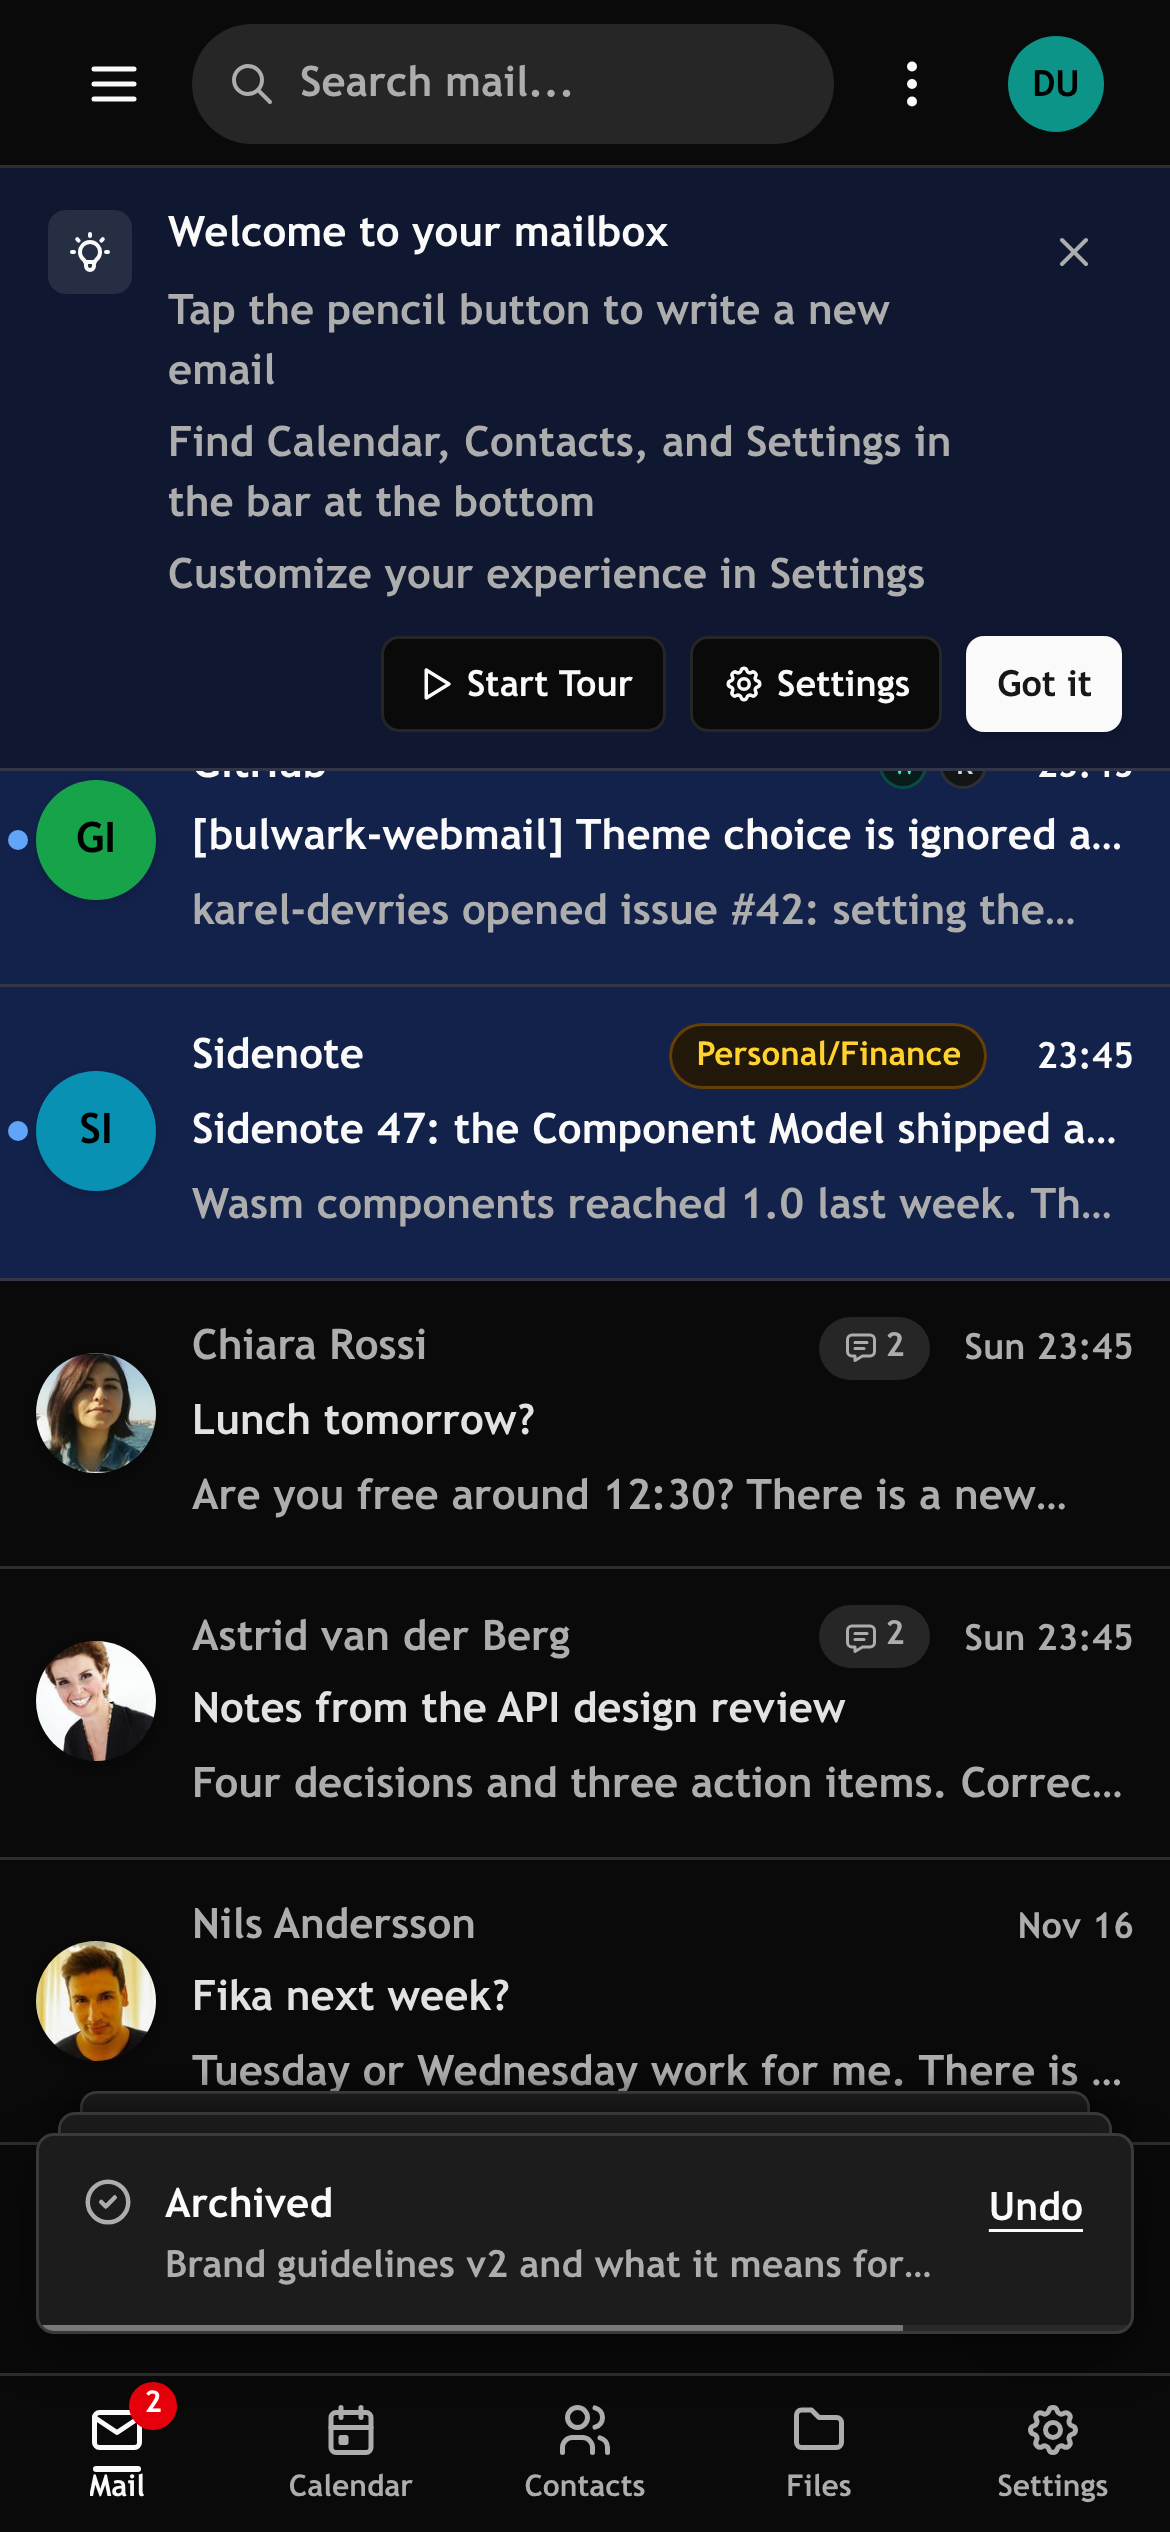 Search mail...
DU
Welcome to your mailbox
Tap the pencil button to write a new
email
Find Calendar, Contacts, and Settings in
the bar at the bottom
Customize your experience in Settings
Start Tour
Settings
Got it
GitHub
23:45
GI
[bulwark-webmail] Theme choice is ignored a...
karel-devries opened issue #42: setting the...
Sidenote
Personal/Finance
23:45
SI
Sidenote 47: the Component Model shipped a...
Wasm components reached 1.0 last week. Th...
Chiara Rossi
2
Sun 23:45
Lunch tomorrow?
Are you free around 12:30? There is a new...
Astrid van der Berg
2
Sun 23:45
Notes from the API design review
Four decisions and three action items. Correc...
Nils Andersson
Nov 16
Fika next week?
Tuesday or Wednesday work for me. There is ...
Archived
Undo
Brand guidelines v2 and what it means for...
2
Mail
Calendar
Contacts
Files
Settings